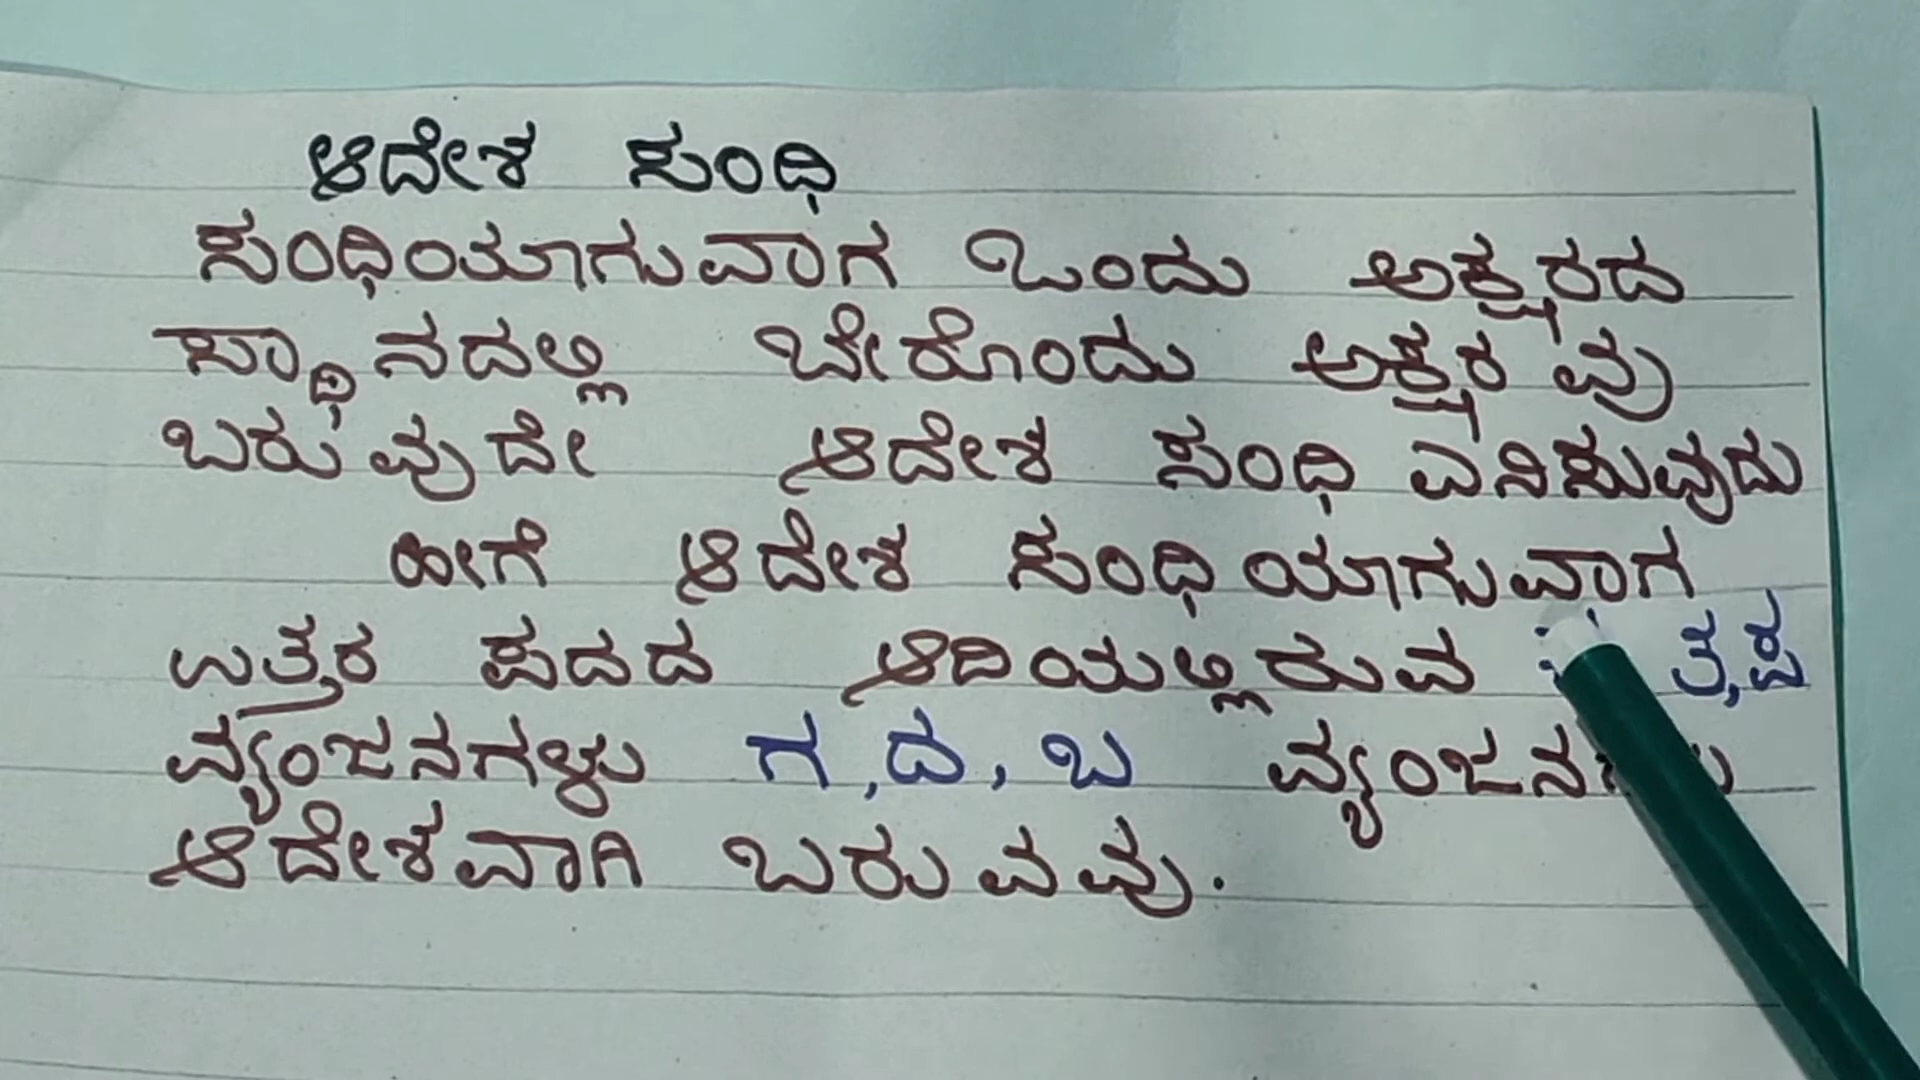 ಆದೇಶ ಸಂಧಿ
ಸಂಧಿಯಾಗುವಾಗ ಒಂದು ಅಕ್ಷರದ
ಸ್ಥಾನದಲ್ಲಿ ಬೇರೊಂದು ಅಕ್ಷರವು
ಬರುವುದೇ ಆದೇಶ ಸಂಧಿ ಎನಿಸುವುದು
ಹೀಗೆ ಆದೇಶ ಸಂಧಿಯಾಗುವಾಗ
ಉತ್ತರ ಪದದ ಆದಿಯಲ್ಲಿರುವ ತ,ಪ
ವ್ಯಂಜನಗಳು ಗ,ದ,ಬ
ಆದೇಶವಾಗಿ ಬರುವವು.